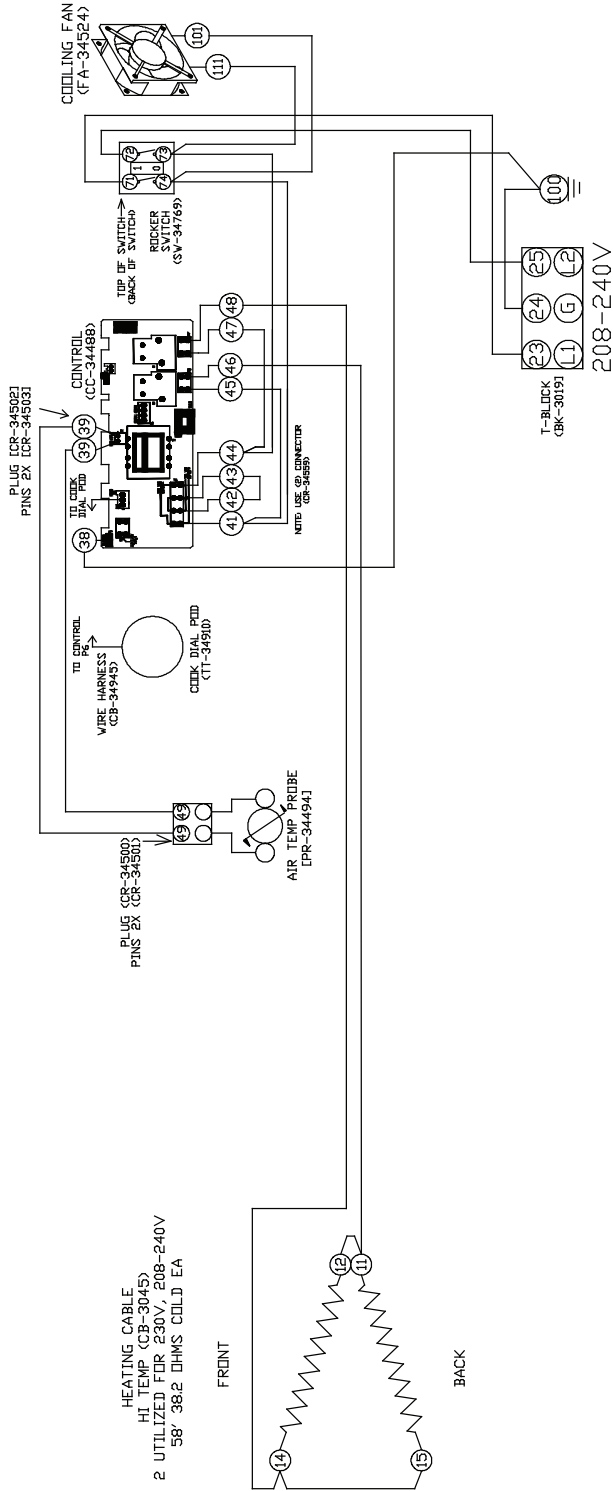 COOLING FAN
(FA-34524)
101
111
72
73
71
74
1
0
TOP OF SWITCH
(BACK OF SWITCH)
ROCKER
SWITCH
(SW-34769)
CONTROL
(CC-34488)
PLUG [CR-34502]
PINS 2X [CR-34503]
39
39
38
TO COOK
DIAL POD
48
47
46
45
44
43
42
41
NOTE: USE (2) CONNECTOR
(CR-34559)
100
25
24
23
L2
G
L1
T-BLOCK
(BK-3019)
208-240V
TO CONTROL
P6
WIRE HARNESS
(CB-34945)
COOK DIAL POD
(TT-34910)
PLUG (CR-34500)
PINS 2X (CR-34501)
49
49
AIR TEMP PROBE
[PR-34494]
HEATING CABLE
HI TEMP (CB-3045)
2 UTILIZED FOR 230V, 208-240V
58' 38.2 OHMS COLD EA
FRONT
12
11
14
15
BACK